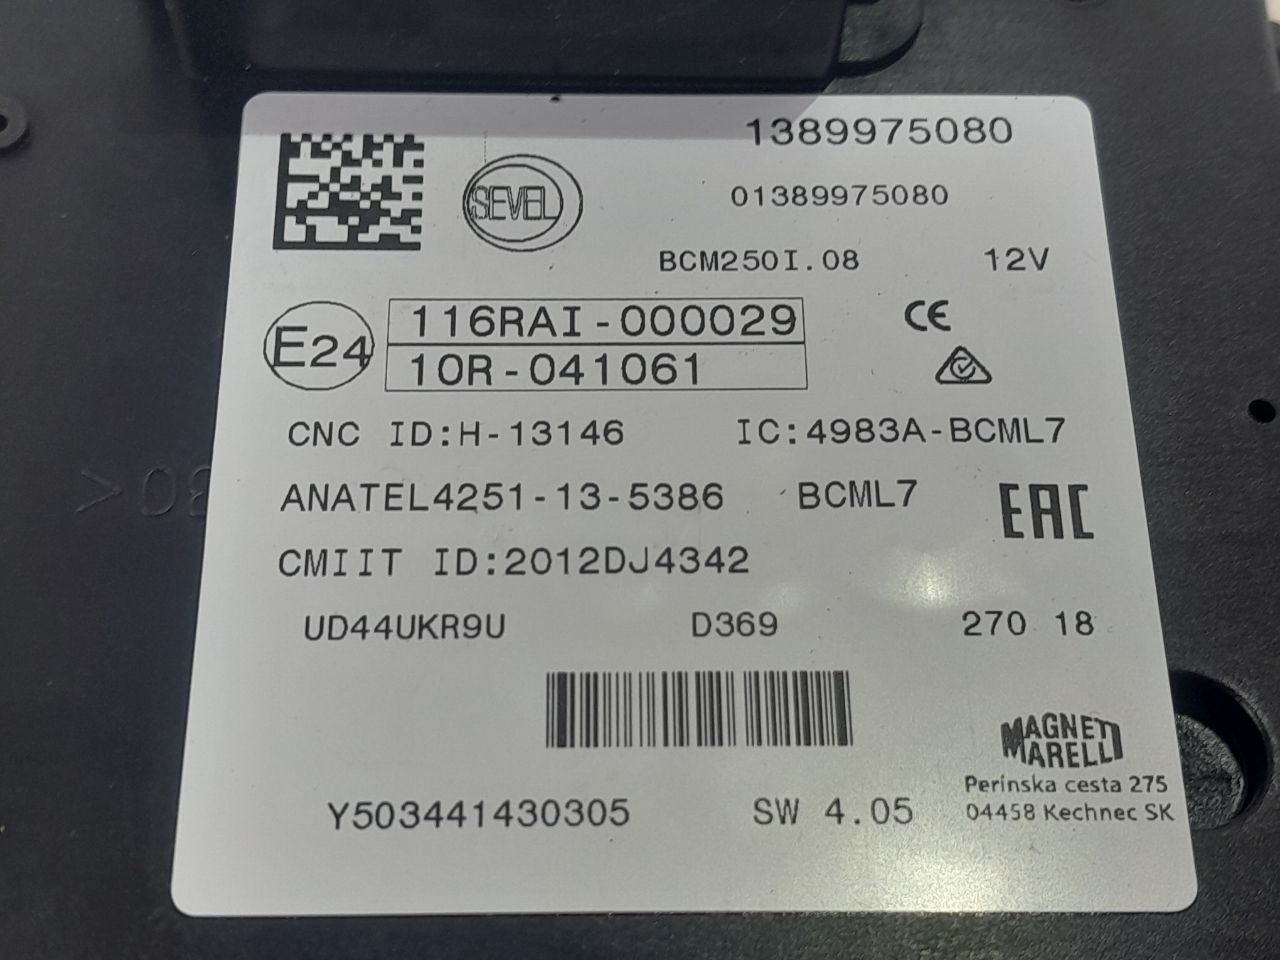 1389975080
SEVEL
01389975080
BCM250I.08 12V
E24
116RAI-000029
10R-041061
CE
CNC ID:H-13146 IC:4983A-BCML7
ANATEL4251-13-5386 BCML7 EAC
CMIIT ID:2012DJ4342
UD44UKR9U D369 270 18
MAGNETI
MARELLI
Perinska cesta 275
Y503441430305 SW 4.05 04458 Kechnec SK